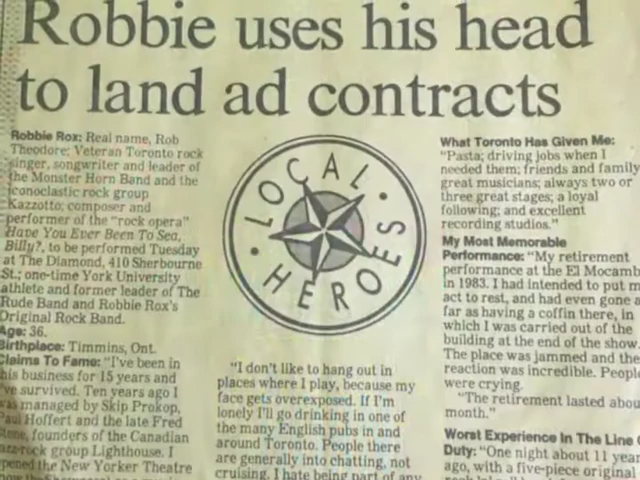 Robbie uses his head
to land ad contracts
Robbie Rox: Real name, Rob
Theodore; Veteran Toronto rock
singer, songwriter and leader of
the Monster Horn Band and the
iconoclastic rock group
Kazzotto; composer and
performer of the "rock opera"
Have You Ever Been To Sea,
Billy?, to be performed Tuesday
at The Diamond, 410 Sherbourne
St.; one-time York University
athlete and former leader of The
Rude Band and Robbie Rox's
Original Rock Band.
Age: 36.
Birthplace: Timmins, Ont.
Claims To Fame: "I've been in
this business for 15 years and
I've survived. Ten years ago I
was managed by Skip Prokop,
Paul Hoffert and the late Fred
founders of the Canadian
jazz-rock group Lighthouse. I
opened the New Yorker Theatre
LOCAL
HEROES
"I don't like to hang out in
places where I play, because my
face gets overexposed. If I'm
lonely I'll go drinking in one of
the many English pubs in and
around Toronto. People there
are generally into chatting, not
cruising. I hate being part of any
What Toronto Has Given Me:
"Pasta; driving jobs when I
needed them; friends and family
great musicians; always two or
three great stages; a loyal
following; and excellent
recording studios."
My Most Memorable
Performance: "My retirement
performance at the El Mocamb
in 1983. I had intended to put m
act to rest, and had even gone a
far as having a coffin there, in
which I was carried out of the
building at the end of the show.
The place was jammed and the
reaction was incredible. People
were crying.
"The retirement lasted abou
month."
Worst Experience In The Line O
Duty: "One night about 11 year
ago, with a five-piece original